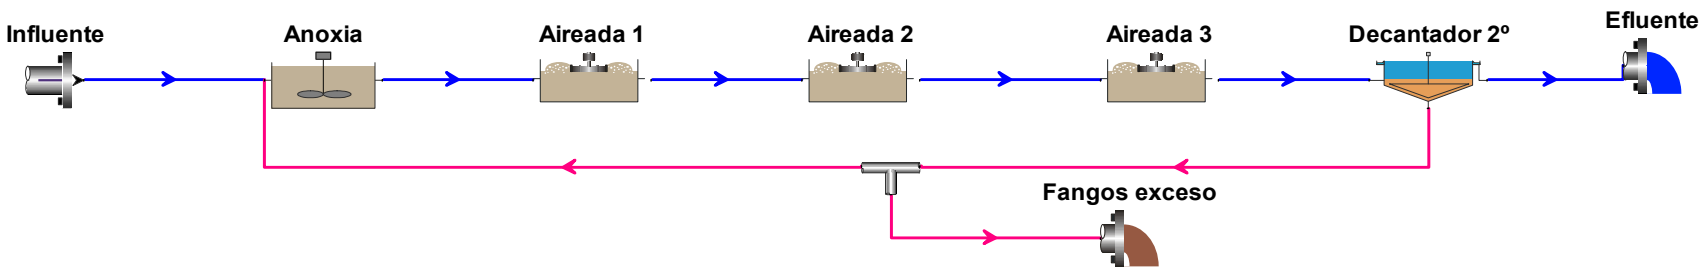 Influente
Anoxia
Aireada 1
Aireada 2
Aireada 3
Decantador 2º
Efluente
Fangos exceso